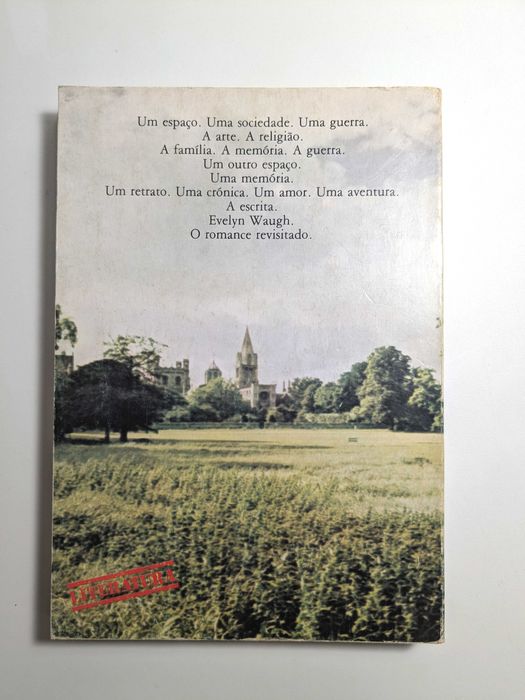 Um espaço. Uma sociedade. Uma guerra.
A arte. A religião.
A família. A memória. A guerra.
Um outro espaço.
Uma memória.
Um retrato. Uma crónica. Um amor. Uma aventura.
A escrita.
Evelyn Waugh.
O romance revisitado.
LITERATURA